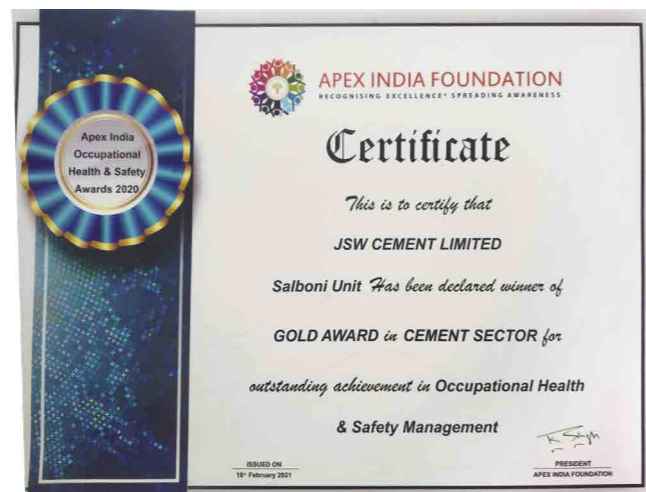 Apex India
Occupational
Health & Safety
Awards 2020
APEX INDIA FOUNDATION
RECOGNISING EXCELLENCE* SPREADING AWARENESS
Certificate
This is to certify that
JSW CEMENT LIMITED
Salboni Unit Has been declared winner of
GOLD AWARD in CEMENT SECTOR for
outstanding achievement in Occupational Health
& Safety Management
ISSUED ON
18th February 2021
PRESIDENT
APEX INDIA FOUNDATION